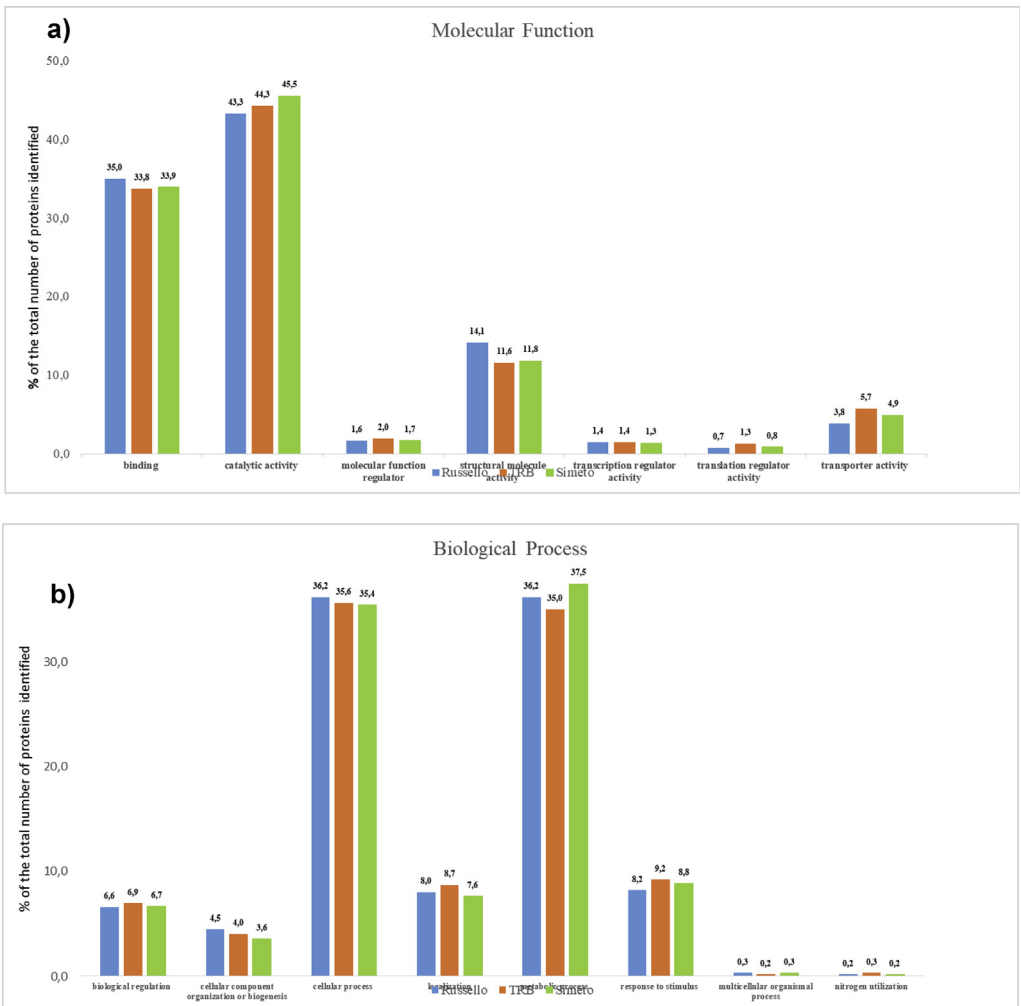 a)
Molecular Function
% of the total number of proteins identified
50,0
40,0
30,0
20,0
10,0
0,0
35,0 33,8 33,9
43,3 44,3 45,5
1,6 2,0 1,7
14,1 11,6 11,8
1,4 1,4 1,3
0,7 1,3 0,8
3,8 5,7 4,9
binding
catalytic activity
molecular function
regulator
structural molecule
activity
transcription regulator
activity
translation regulator
activity
transporter activity
Russello TRB Simeto
b)
Biological Process
% of the total number of proteins identified
30,0
20,0
10,0
0,0
6,6 6,9 6,7
4,5 4,0 3,6
36,2 35,6 35,4
8,0 8,7 7,6
36,2 35,0 37,5
8,2 9,2 8,8
0,3 0,2 0,3
0,2 0,3 0,2
biological regulation
cellular component
organization or biogenesis
cellular process
localization
metabolic process
response to stimulus
multicellular organismal
process
nitrogen utilization
Russello TRB Simeto